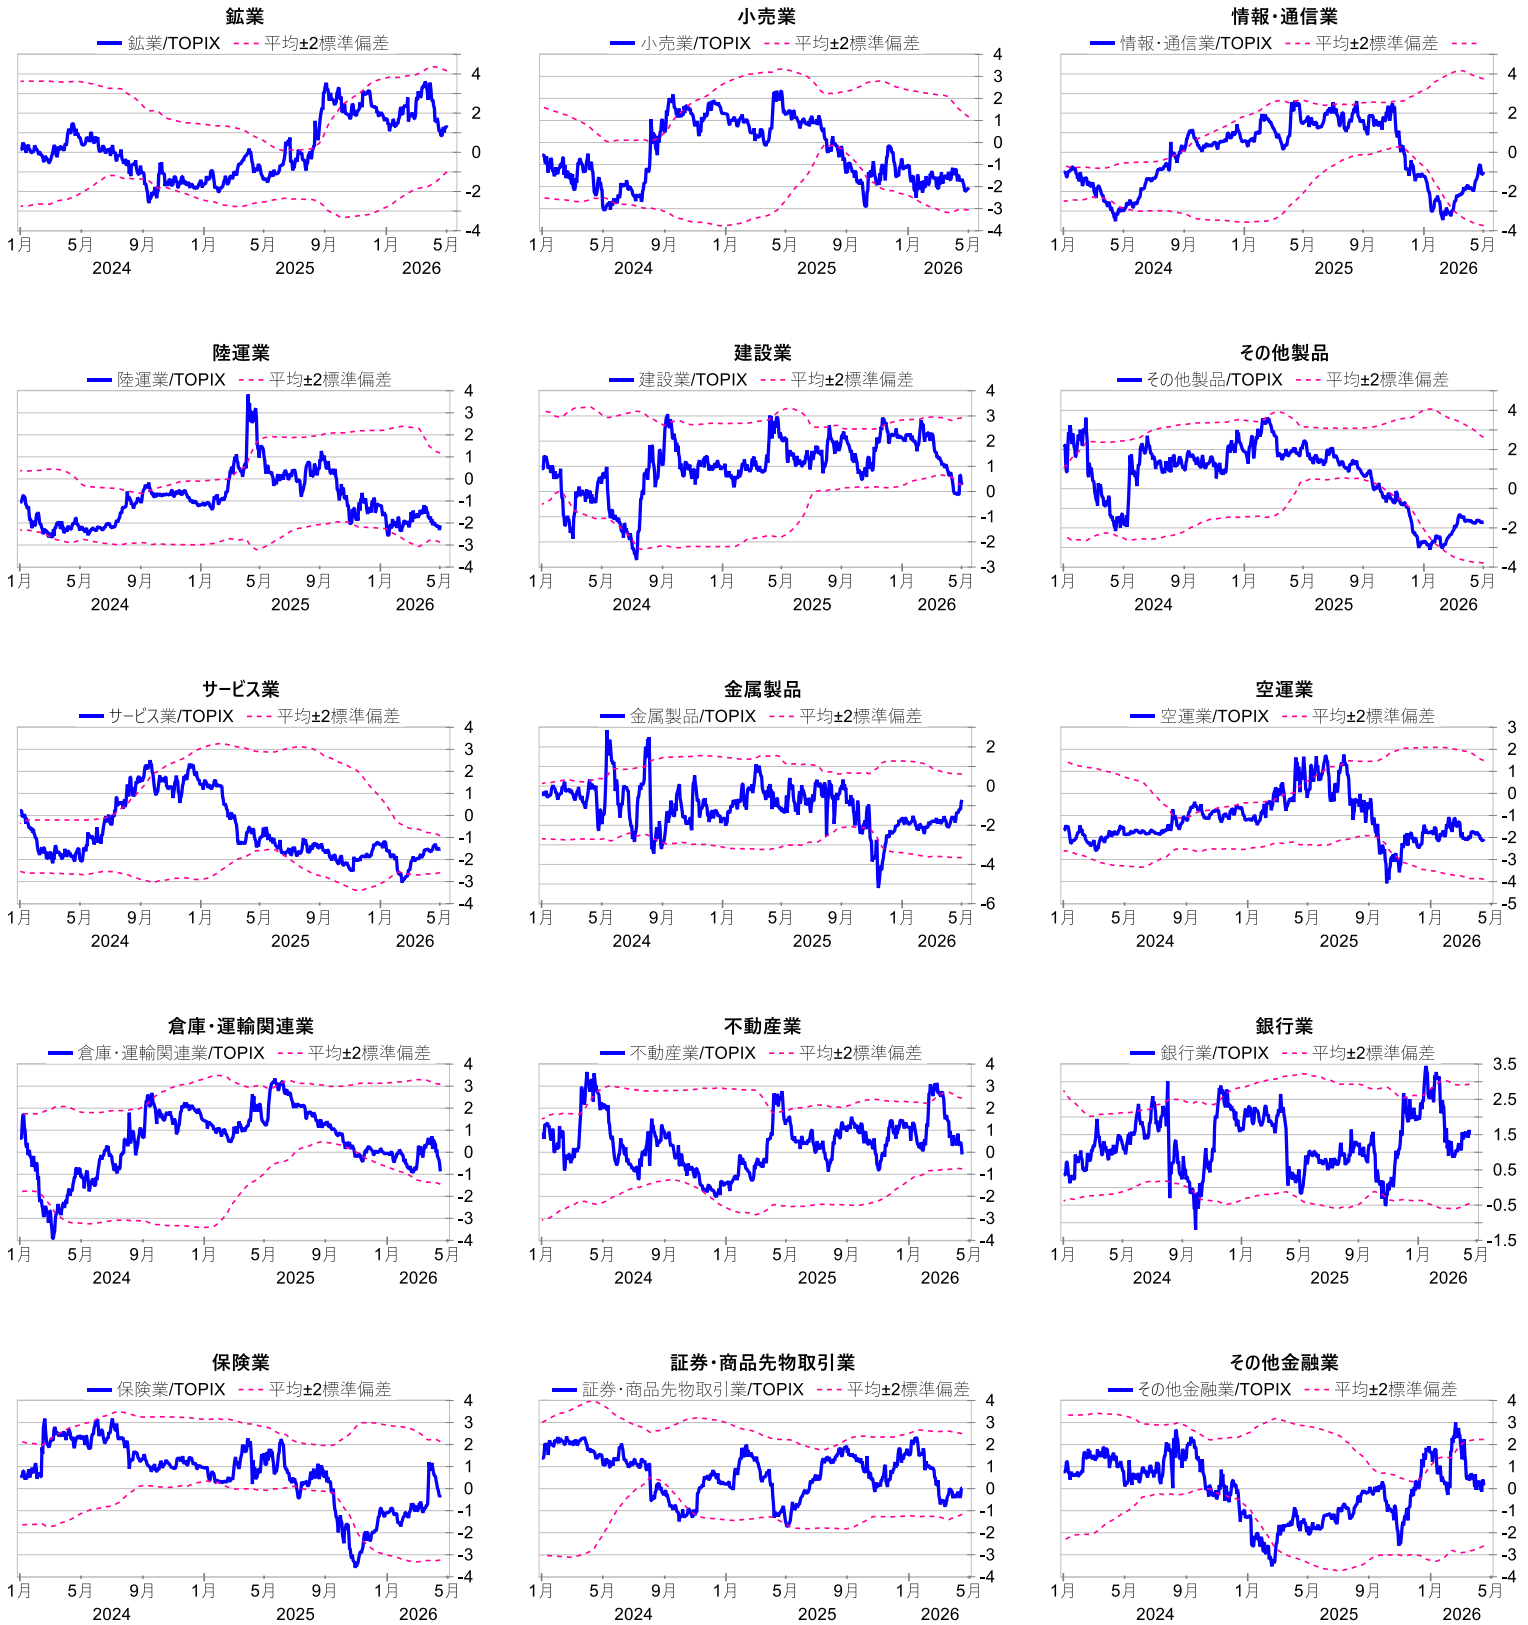 鉱業
鉱業/TOPIX 平均±2標準偏差
4
2
0
-2
-4
1月 5月 9月 1月 5月 9月 1月 5月
2024 2025 2026
小売業
小売業/TOPIX 平均±2標準偏差
4
3
2
1
0
-1
-2
-3
-4
1月 5月 9月 1月 5月 9月 1月 5月
2024 2025 2026
情報・通信業
情報・通信業/TOPIX 平均±2標準偏差
4
2
0
-2
-4
1月 5月 9月 1月 5月 9月 1月 5月
2024 2025 2026
陸運業
陸運業/TOPIX 平均±2標準偏差
4
3
2
1
0
-1
-2
-3
-4
1月 5月 9月 1月 5月 9月 1月 5月
2024 2025 2026
建設業
建設業/TOPIX 平均±2標準偏差
4
3
2
1
0
-1
-2
-3
1月 5月 9月 1月 5月 9月 1月 5月
2024 2025 2026
その他製品
その他製品/TOPIX 平均±2標準偏差
4
2
0
-2
-4
1月 5月 9月 1月 5月 9月 1月 5月
2024 2025 2026
サービス業
サービス業/TOPIX 平均±2標準偏差
4
3
2
1
0
-1
-2
-3
-4
1月 5月 9月 1月 5月 9月 1月 5月
2024 2025 2026
金属製品
金属製品/TOPIX 平均±2標準偏差
2
0
-2
-4
-6
1月 5月 9月 1月 5月 9月 1月 5月
2024 2025 2026
空運業
空運業/TOPIX 平均±2標準偏差
3
2
1
0
-1
-2
-3
-4
-5
1月 5月 9月 1月 5月 9月 1月 5月
2024 2025 2026
倉庫・運輸関連業
倉庫・運輸関連業/TOPIX 平均±2標準偏差
4
3
2
1
0
-1
-2
-3
-4
1月 5月 9月 1月 5月 9月 1月 5月
2024 2025 2026
不動産業
不動産業/TOPIX 平均±2標準偏差
4
3
2
1
0
-1
-2
-3
-4
1月 5月 9月 1月 5月 9月 1月 5月
2024 2025 2026
銀行業
銀行業/TOPIX 平均±2標準偏差
3.5
2.5
1.5
0.5
-0.5
-1.5
1月 5月 9月 1月 5月 9月 1月 5月
2024 2025 2026
保険業
保険業/TOPIX 平均±2標準偏差
4
3
2
1
0
-1
-2
-3
-4
1月 5月 9月 1月 5月 9月 1月 5月
2024 2025 2026
証券・商品先物取引業
証券・商品先物取引業/TOPIX 平均±2標準偏差
4
3
2
1
0
-1
-2
-3
-4
1月 5月 9月 1月 5月 9月 1月 5月
2024 2025 2026
その他金融業
その他金融業/TOPIX 平均±2標準偏差
4
3
2
1
0
-1
-2
-3
-4
1月 5月 9月 1月 5月 9月 1月 5月
2024 2025 2026